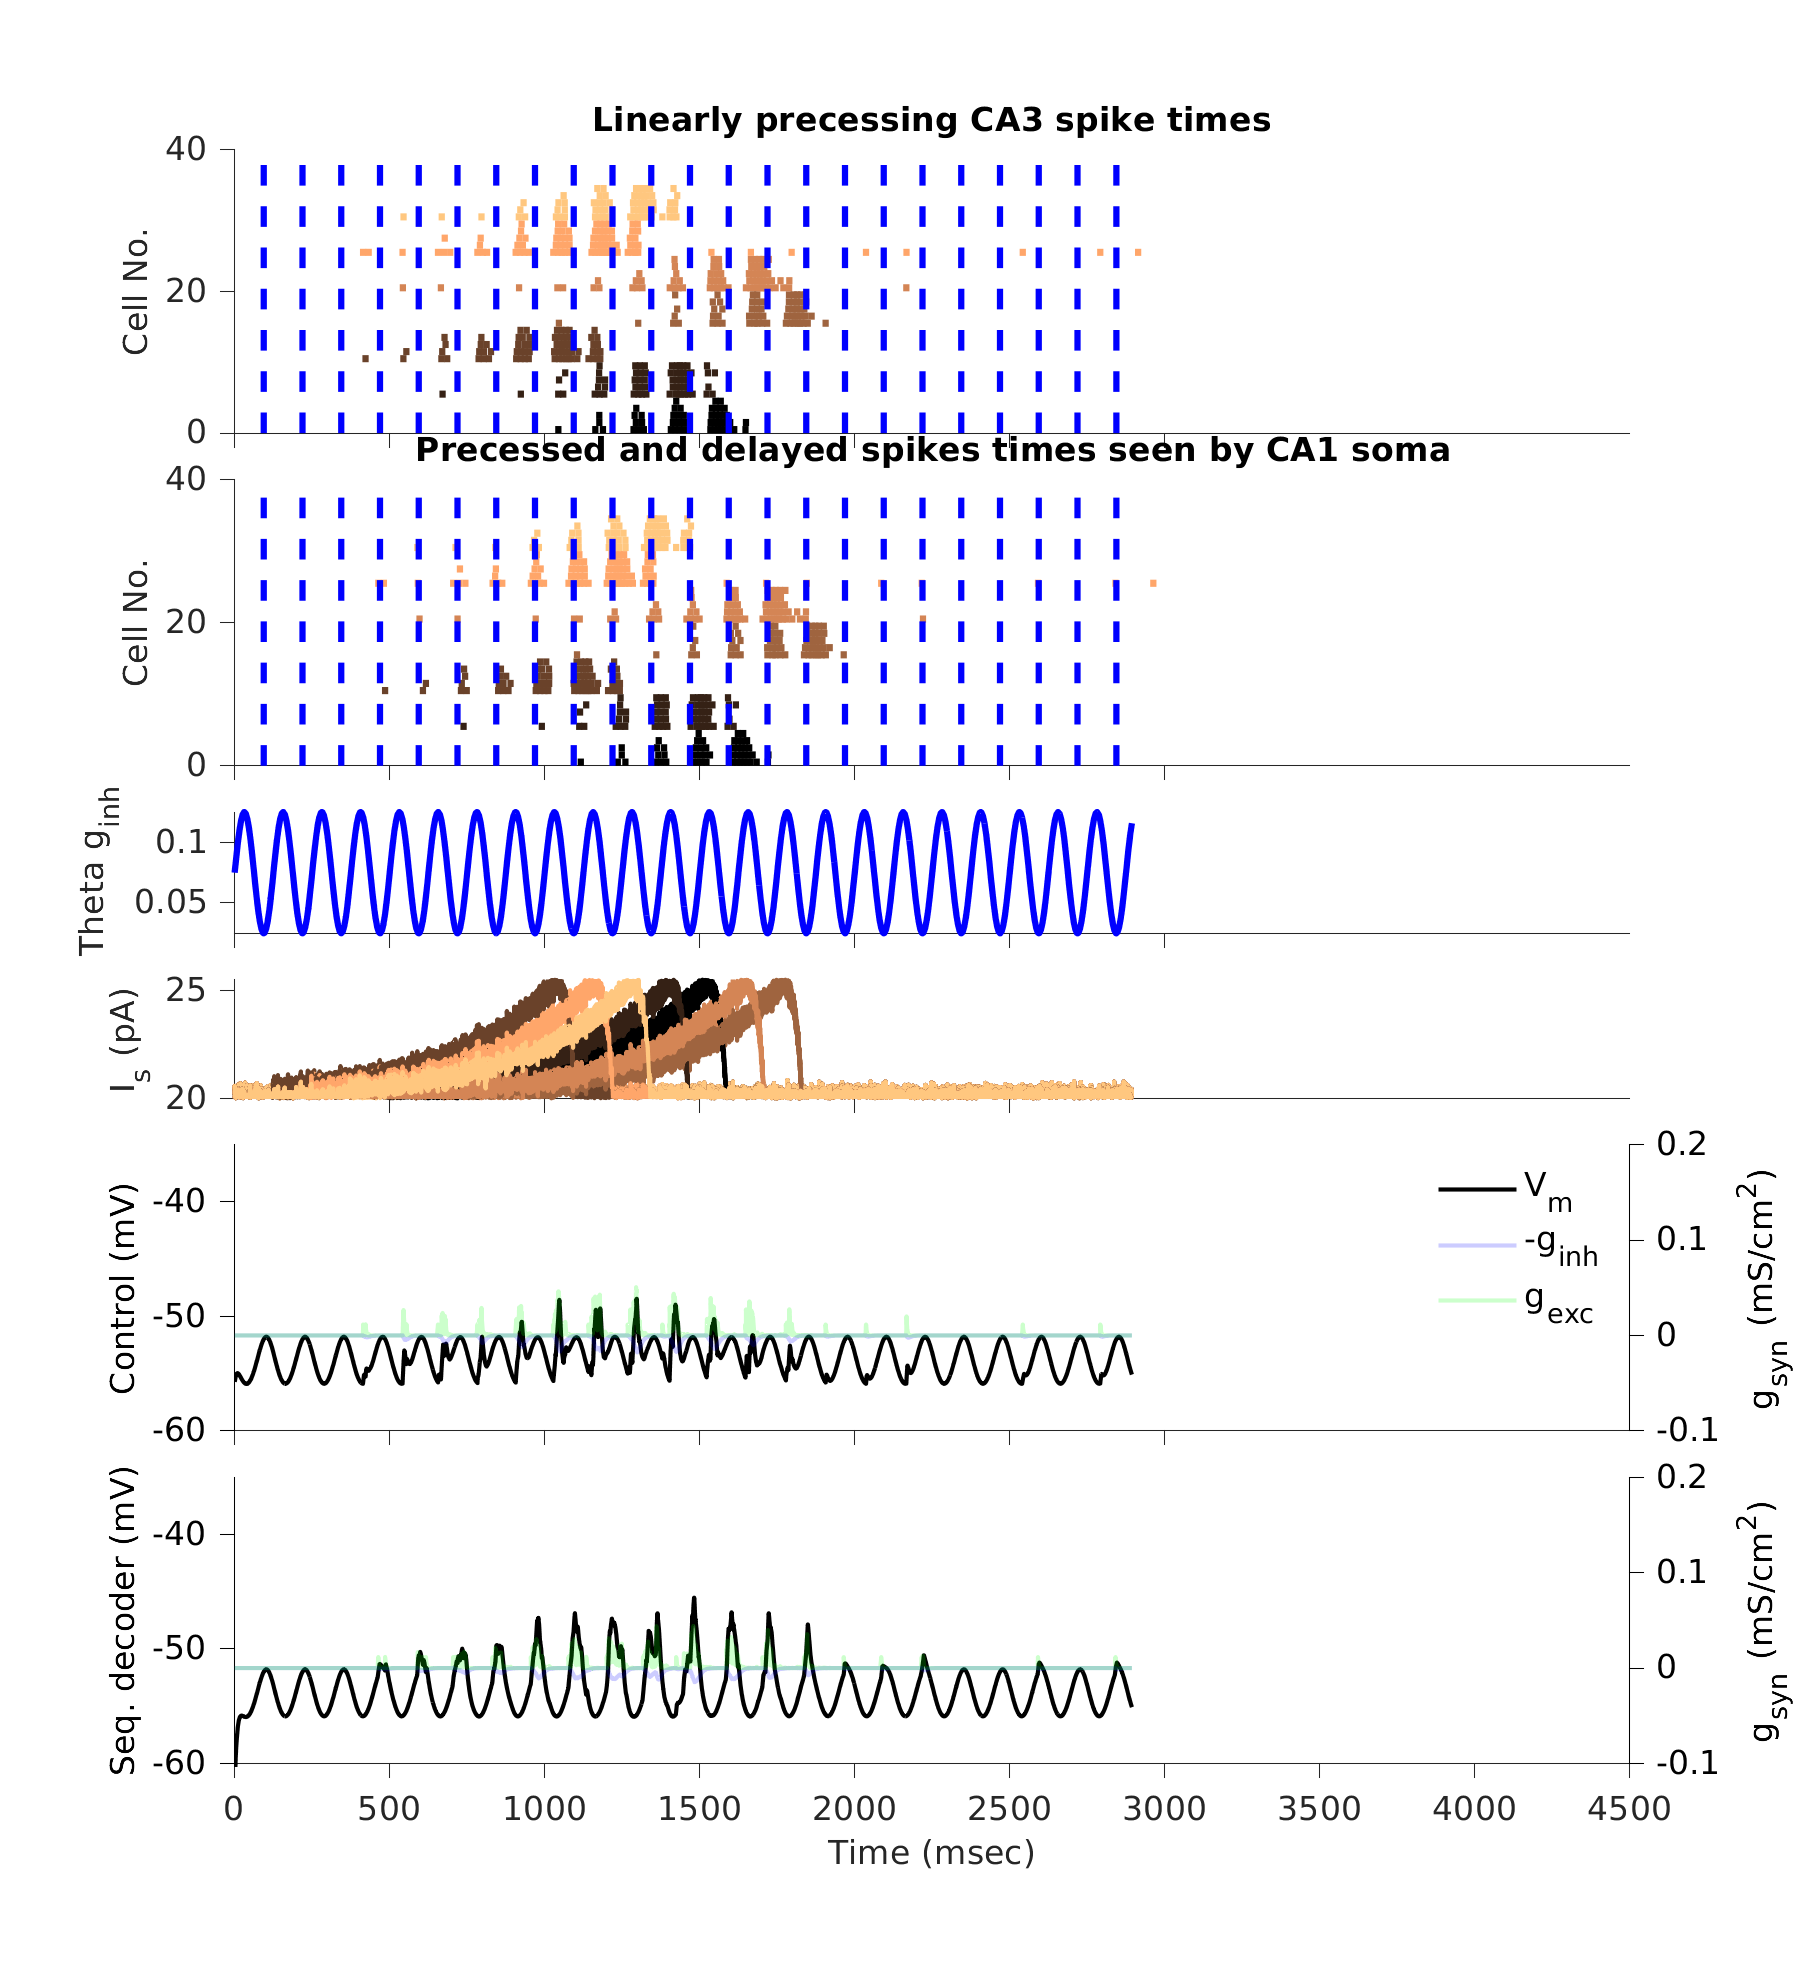 Linearly precessing CA3 spike times
40
20
0
Cell No.
Precessed and delayed spikes times seen by CA1 soma
40
20
0
Cell No.
0.1
0.05
Theta g_inh
25
20
I_s (pA)
-40
-50
-60
Control (mV)
V_m
-g_inh
g_exc
0.2
0.1
0
-0.1
g_syn (mS/cm^2)
-40
-50
-60
Seq. decoder (mV)
0.2
0.1
0
-0.1
g_syn (mS/cm^2)
0 500 1000 1500 2000 2500 3000 3500 4000 4500
Time (msec)